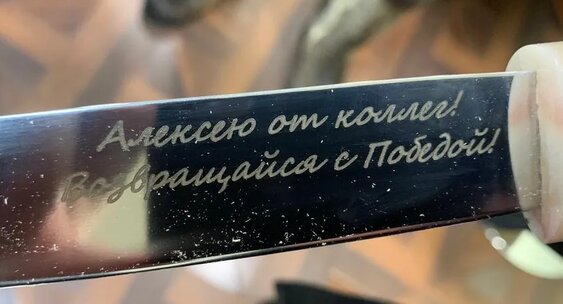 Алексею от коллег!
Возвращайся с Победой!